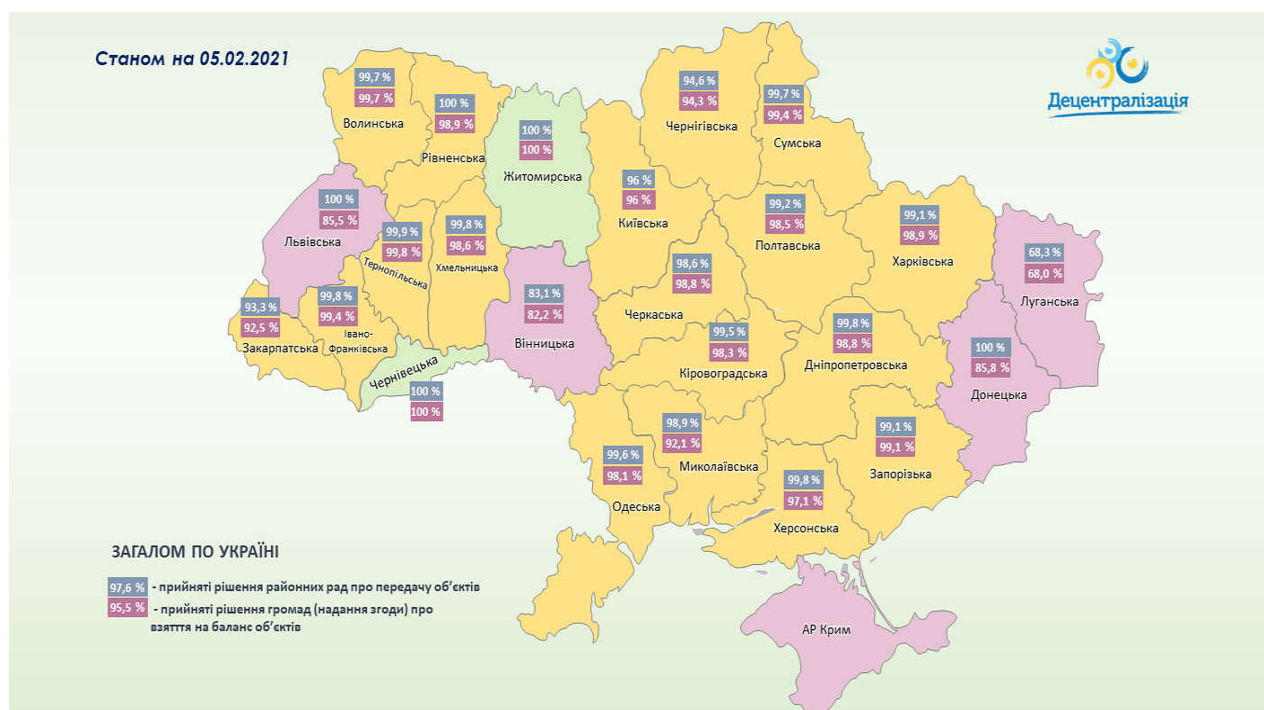 Станом на 05.02.2021
Децентралізація
99,7 %
99,7 %
Волинська
100 %
98,9 %
Рівненська
100 %
100 %
Житомирська
94,6 %
94,3 %
Чернігівська
99,7 %
99,4 %
Сумська
100 %
85,5 %
Львівська
99,9 %
99,8 %
Тернопільська
99,8 %
98,6 %
Хмельницька
96 %
96 %
Київська
99,2 %
98,5 %
Полтавська
99,1 %
98,9 %
Харківська
68,3 %
68,0 %
Луганська
93,3 %
92,5 %
Закарпатська
99,8 %
99,4 %
Івано-
Франківська
Чернівецька
100 %
100 %
83,1 %
82,2 %
Вінницька
98,6 %
98,8 %
Черкаська
99,5 %
98,3 %
Кіровоградська
99,8 %
98,8 %
Дніпропетровська
100 %
85,8 %
Донецька
99,6 %
98,1 %
Одеська
98,9 %
92,1 %
Миколаївська
99,8 %
97,1 %
Херсонська
99,1 %
99,1 %
Запорізька
АР Крим
ЗАГАЛОМ ПО УКРАЇНІ
97,6 % - прийняті рішення районних рад про передачу об’єктів
95,5 % - прийняті рішення громад (надання згоди) про
взятття на баланс об’єктів